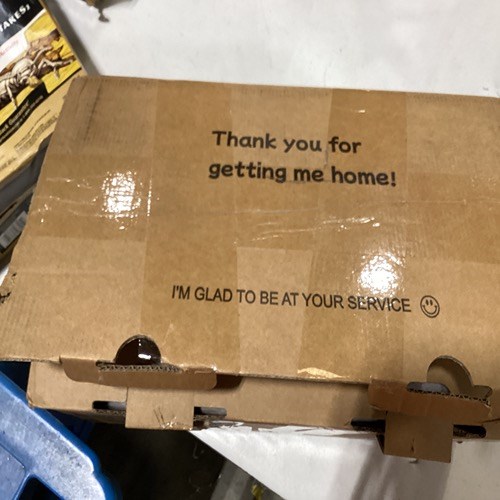 Thank you for
getting me home!
I'M GLAD TO BE AT YOUR SERVICE